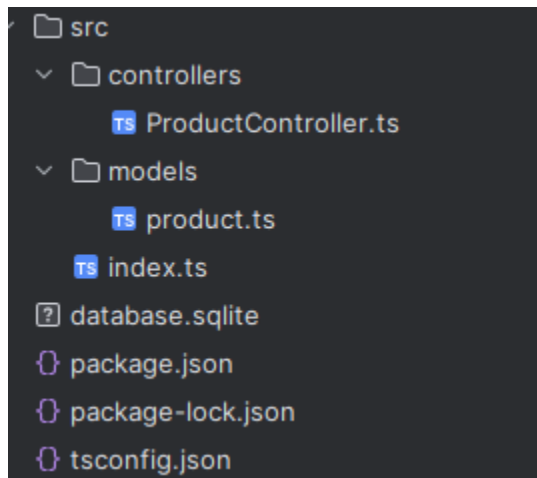 src
controllers
TS ProductController.ts
models
TS product.ts
TS index.ts
? database.sqlite
{} package.json
{} package-lock.json
{} tsconfig.json